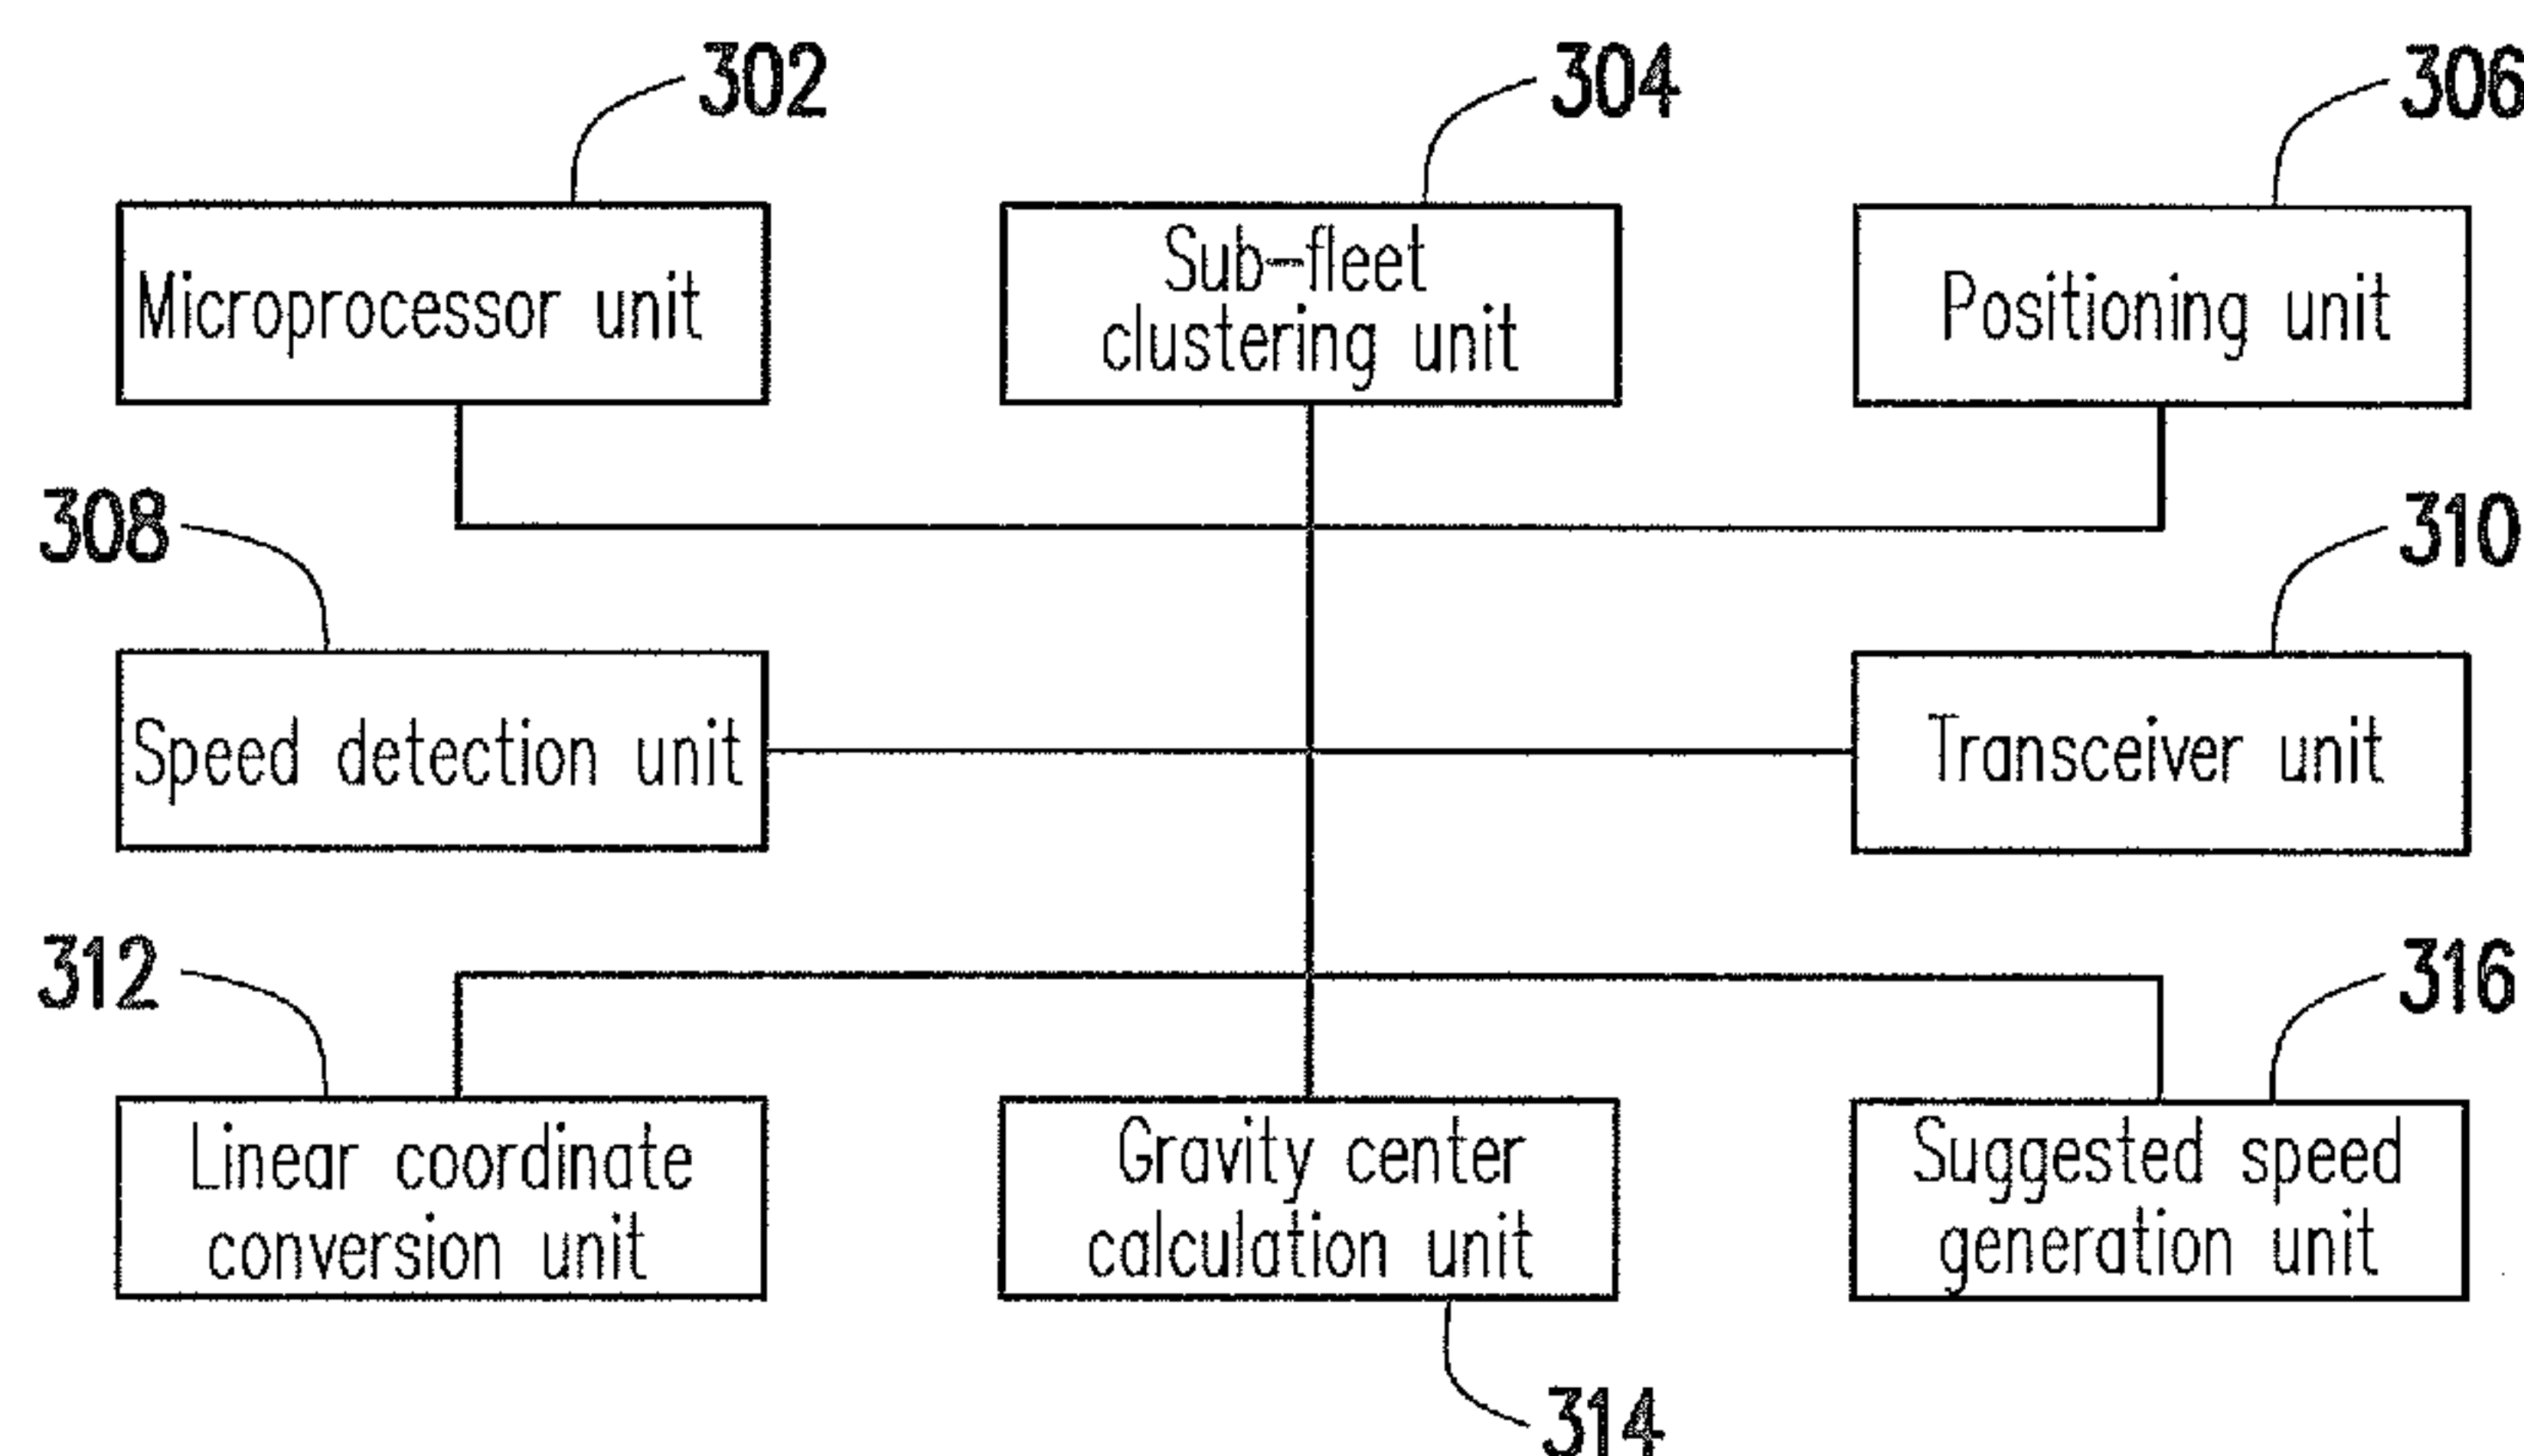 302
304
306
Microprocessor unit
Sub-fleet
clustering unit
Positioning unit
308
310
Speed detection unit
Transceiver unit
312
316
Linear coordinate
conversion unit
Gravity center
calculation unit
Suggested speed
generation unit
314